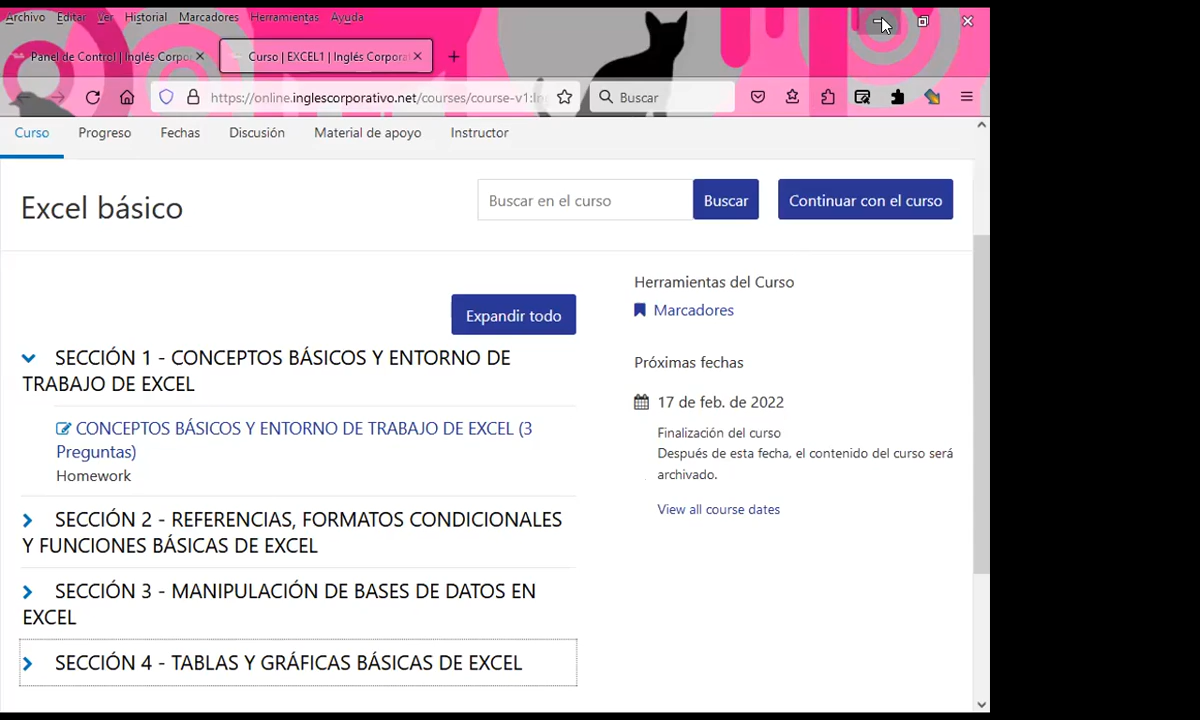 Archivo Editar Ver Historial Marcadores Herramientas Ayuda
Panel de Control | Inglés Corpo
Curso | EXCEL1 | Inglés Corporat
https://online.inglescorporativo.net/courses/course-v1:In
Buscar
Curso Progreso Fechas Discusión Material de apoyo Instructor
Excel básico
Buscar en el curso
Buscar
Continuar con el curso
Expandir todo
SECCIÓN 1 - CONCEPTOS BÁSICOS Y ENTORNO DE
TRABAJO DE EXCEL
CONCEPTOS BÁSICOS Y ENTORNO DE TRABAJO DE EXCEL (3
Preguntas)
Homework
SECCIÓN 2 - REFERENCIAS, FORMATOS CONDICIONALES
Y FUNCIONES BÁSICAS DE EXCEL
SECCIÓN 3 - MANIPULACIÓN DE BASES DE DATOS EN
EXCEL
SECCIÓN 4 - TABLAS Y GRÁFICAS BÁSICAS DE EXCEL
Herramientas del Curso
Marcadores
Próximas fechas
17 de feb. de 2022
Finalización del curso
Después de esta fecha, el contenido del curso será
archivado.
View all course dates